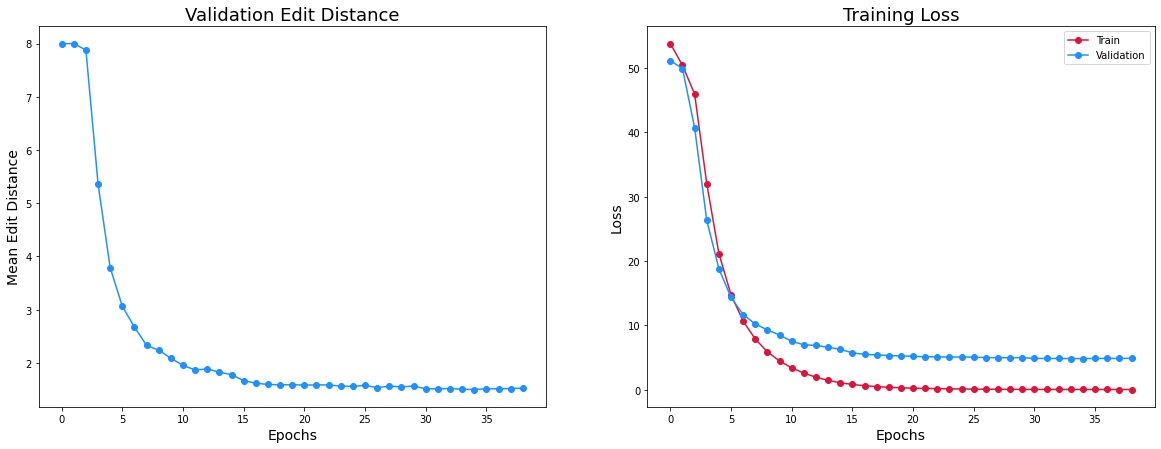 Validation Edit Distance
Mean Edit Distance
8
7
6
5
4
3
2
0 5 10 15 20 25 30 35
Epochs
Training Loss
Train
Validation
Loss
50
40
30
20
10
0
0 5 10 15 20 25 30 35
Epochs